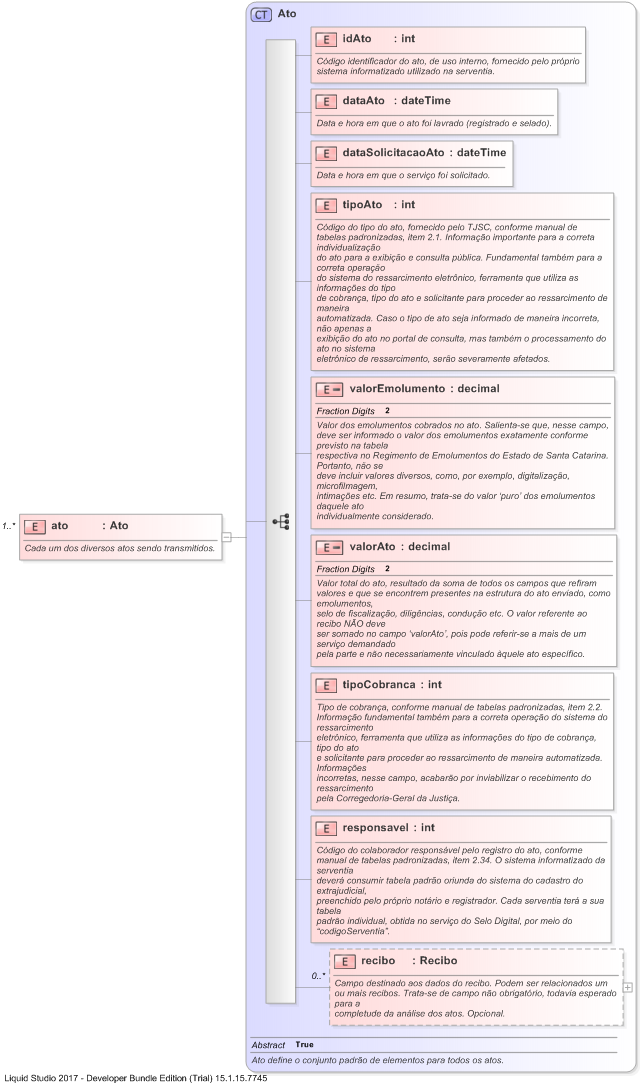 CT Ato
E idAto : int
Código identificador do ato, de uso interno, fornecido pelo próprio
sistema informatizado utilizado na serventia.
E dataAto : dateTime
Data e hora em que o ato foi lavrado (registrado e selado).
E dataSolicitacaoAto : dateTime
Data e hora em que o serviço foi solicitado.
E tipoAto : int
Código do tipo do ato, fornecido pelo TJSC, conforme manual de
tabelas padronizadas, item 2.1. Informação importante para a correta
individualização
do ato para a exibição e consulta pública. Fundamental também para a
correta operação
do sistema do ressarcimento eletrônico, ferramenta que utiliza as
informações do tipo
de cobrança, tipo do ato e solicitante para proceder ao ressarcimento de
maneira
automatizada. Caso o tipo de ato seja informado de maneira incorreta,
não apenas a
exibição do ato no portal de consulta, mas também o processamento do
ato no sistema
eletrônico de ressarcimento, serão severamente afetados.
E valorEmolumento : decimal
Fraction Digits 2
Valor dos emolumentos cobrados no ato. Salienta-se que, nesse campo,
deve ser informado o valor dos emolumentos exatamente conforme
previsto na tabela
respectiva no Regimento de Emolumentos do Estado de Santa Catarina.
Portanto, não se
deve incluir valores diversos, como, por exemplo, digitalização,
microfilmagem,
intimações etc. Em resumo, trata-se do valor ‘puro’ dos emolumentos
daquele ato
individualmente considerado.
1..*
E ato : Ato
Cada um dos diversos atos sendo transmitidos.
E valorAto : decimal
Fraction Digits 2
Valor total do ato, resultado da soma de todos os campos que refiram
valores e que se encontrem presentes na estrutura do ato enviado, como
emolumentos,
selo de fiscalização, diligências, condução etc. O valor referente ao
recibo NÃO deve
ser somado no campo ‘valorAto’, pois pode referir-se a mais de um
serviço demandado
pela parte e não necessariamente vinculado àquele ato específico.
E tipoCobranca : int
Tipo de cobrança, conforme manual de tabelas padronizadas, item 2.2.
Informação fundamental também para a correta operação do sistema do
ressarcimento
eletrônico, ferramenta que utiliza as informações do tipo de cobrança,
tipo do ato
e solicitante para proceder ao ressarcimento de maneira automatizada.
Informações
incorretas, nesse campo, acabarão por inviabilizar o recebimento do
ressarcimento
pela Corregedoria-Geral da Justiça.
E responsavel : int
Código do colaborador responsável pelo registro do ato, conforme
manual de tabelas padronizadas, item 2.34. O sistema informatizado da
serventia
deverá consumir tabela padrão oriunda do sistema do cadastro do
extrajudicial,
preenchido pelo próprio notário e registrador. Cada serventia terá a sua
tabela
padrão individual, obtida no serviço do Selo Digital, por meio do
“codigoServentia”.
0..*
E recibo : Recibo
Campo destinado aos dados do recibo. Podem ser relacionados um
ou mais recibos. Trata-se de campo não obrigatório, todavia esperado
para a
completude da análise dos atos. Opcional.
Abstract True
Ato define o conjunto padrão de elementos para todos os atos.
Liquid Studio 2017 - Developer Bundle Edition (Trial) 15.1.15.7745